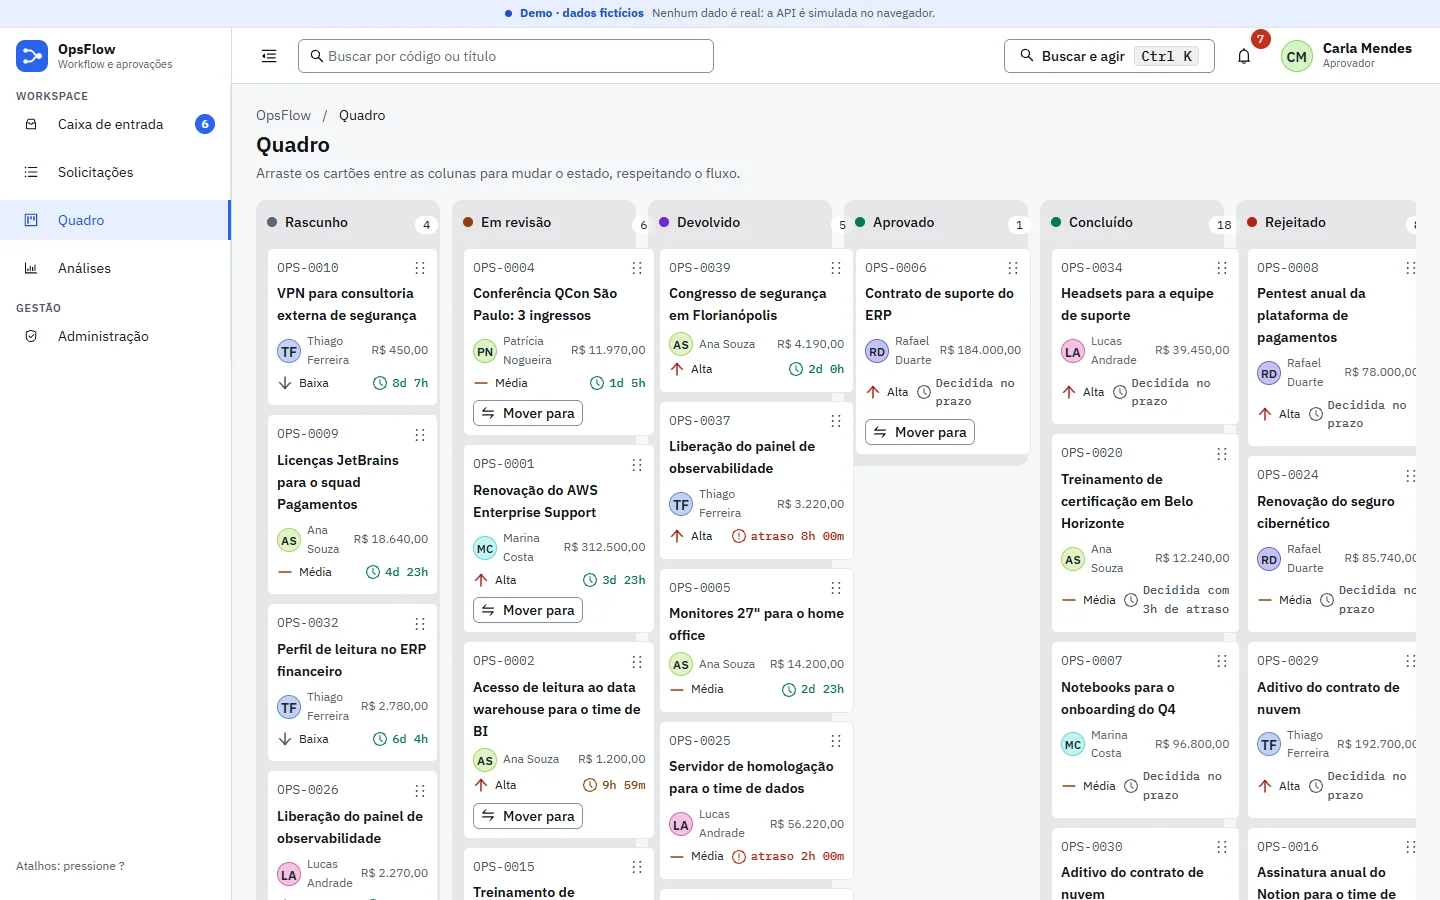 Demo · dados fictícios Nenhum dado é real: a API é simulada no navegador.
OpsFlow
Workflow e aprovações
WORKSPACE
Caixa de entrada 6
Solicitações
Quadro
Análises
GESTÃO
Administração
Atalhos: pressione ?
Buscar por código ou título
Buscar e agir Ctrl K
7
CM
Carla Mendes
Aprovador
OpsFlow / Quadro
Quadro
Arraste os cartões entre as colunas para mudar o estado, respeitando o fluxo.
Rascunho 4
OPS-0010
VPN para consultoria
externa de segurança
TF
Thiago
Ferreira
R$ 450,00
Baixa 8d 7h
OPS-0009
Licenças JetBrains
para o squad
Pagamentos
AS
Ana
Souza
R$ 18.640,00
Média 4d 23h
OPS-0032
Perfil de leitura no ERP
financeiro
TF
Thiago
Ferreira
R$ 2.780,00
Baixa 6d 4h
OPS-0026
Liberação do painel de
observabilidade
LA
Lucas
Andrade
R$ 2.270,00
Em revisão 6
OPS-0004
Conferência QCon São
Paulo: 3 ingressos
PN
Patrícia
Nogueira
R$ 11.970,00
Média 1d 5h
Mover para
OPS-0001
Renovação do AWS
Enterprise Support
MC
Marina
Costa
R$ 312.500,00
Alta 3d 23h
Mover para
OPS-0002
Acesso de leitura ao data
warehouse para o time de
BI
AS Ana Souza R$ 1.200,00
Alta 9h 59m
Mover para
OPS-0015
Treinamento de
Devolvido 5
OPS-0039
Congresso de segurança
em Florianópolis
AS Ana Souza R$ 4.190,00
Alta 2d 0h
OPS-0037
Liberação do painel de
observabilidade
TF
Thiago
Ferreira
R$ 3.220,00
Alta atraso 8h 00m
OPS-0005
Monitores 27" para o home
office
AS Ana Souza R$ 14.200,00
Média 2d 23h
OPS-0025
Servidor de homologação
para o time de dados
LA
Lucas
Andrade
R$ 56.220,00
Média atraso 2h 00m
Aprovado 1
OPS-0006
Contrato de suporte do
ERP
RD
Rafael
Duarte
R$ 184.000,00
Alta Decidida no
prazo
Mover para
Concluído 18
OPS-0034
Headsets para a equipe
de suporte
LA
Lucas
Andrade
R$ 39.450,00
Alta Decidida no
prazo
OPS-0020
Treinamento de
certificação em Belo
Horizonte
AS
Ana
Souza
R$ 12.240,00
Média Decidida com
3h de atraso
OPS-0007
Notebooks para o
onboarding do Q4
MC
Marina
Costa
R$ 96.800,00
Média Decidida no
prazo
OPS-0030
Aditivo do contrato de
nuvem
Rejeitado
OPS-0008
Pentest anual da
plataforma de
pagamentos
RD
Rafael
Duarte
R$ 78.000,00
Alta Decidida no
prazo
OPS-0024
Renovação do seguro
cibernético
RD
Rafael
Duarte
R$ 85.740,00
Média Decidida no
prazo
OPS-0029
Aditivo do contrato de
nuvem
TF
Thiago
Ferreira
R$ 192.700,00
Alta Decidida no
prazo
OPS-0016
Assinatura anual do
Notion para o time de